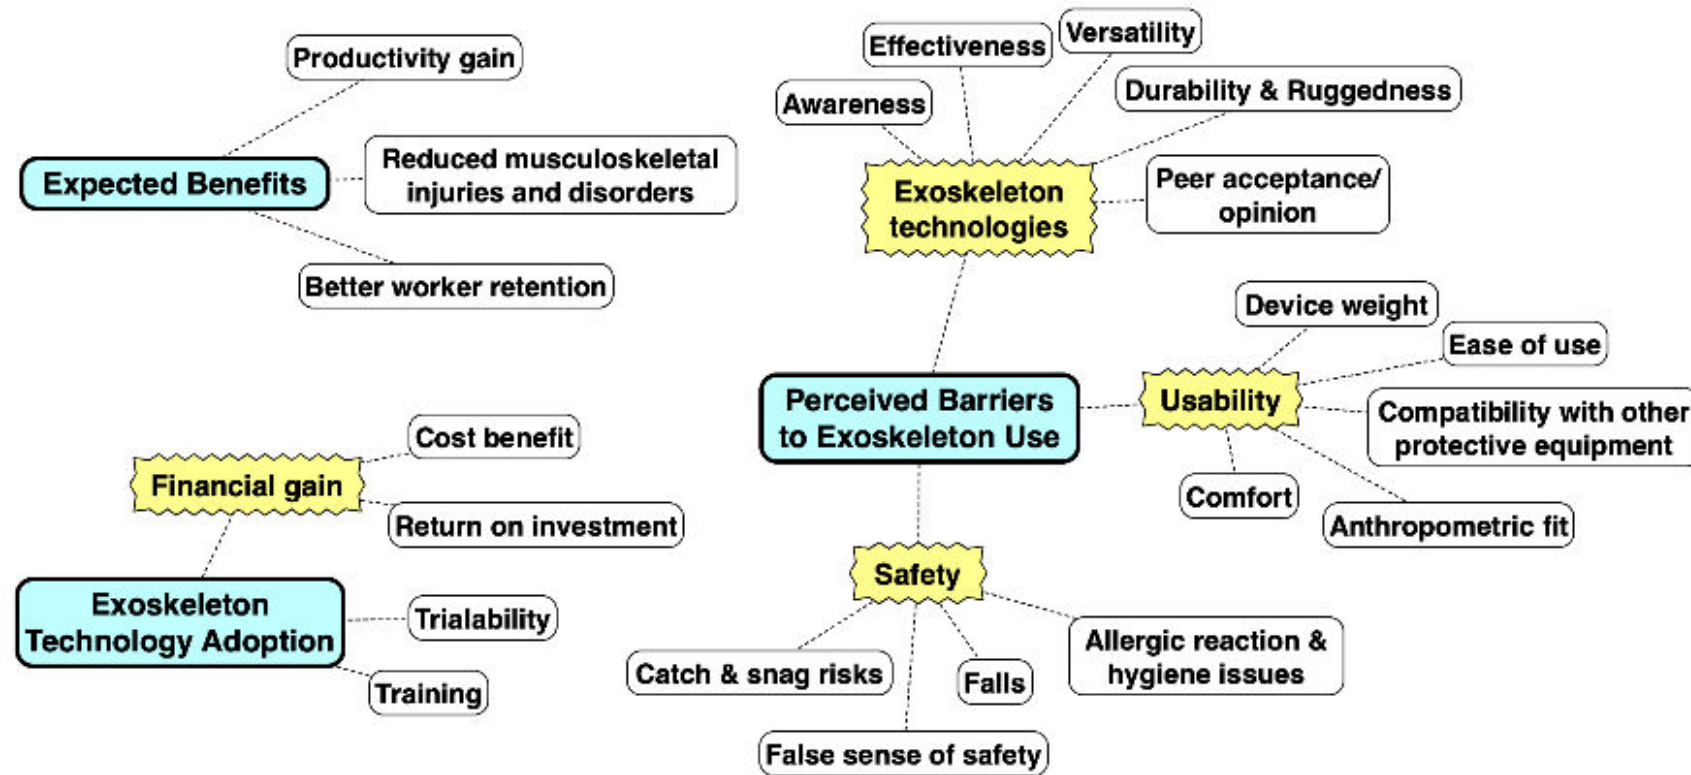 Productivity gain
Expected Benefits
Reduced musculoskeletal
injuries and disorders
Better worker retention
Effectiveness
Versatility
Awareness
Durability & Ruggedness
Exoskeleton
technologies
Peer acceptance/
opinion
Device weight
Ease of use
Perceived Barriers
to Exoskeleton Use
Usability
Compatibility with other
protective equipment
Comfort
Anthropometric fit
Cost benefit
Financial gain
Return on investment
Exoskeleton
Technology Adoption
Trialability
Training
Safety
Catch & snag risks
Falls
Allergic reaction &
hygiene issues
False sense of safety